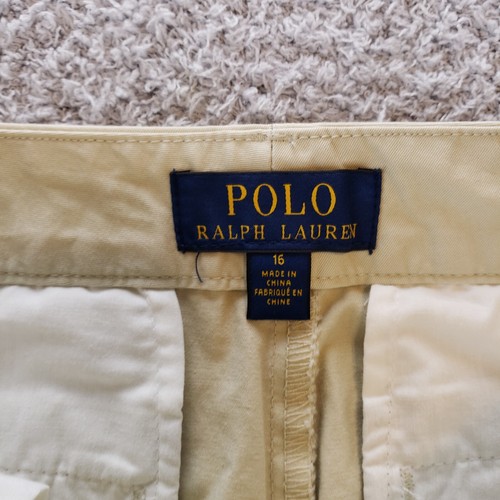 POLO
RALPH LAUREN
16
MADE IN
CHINA
FABRIQUÉ EN
CHINE